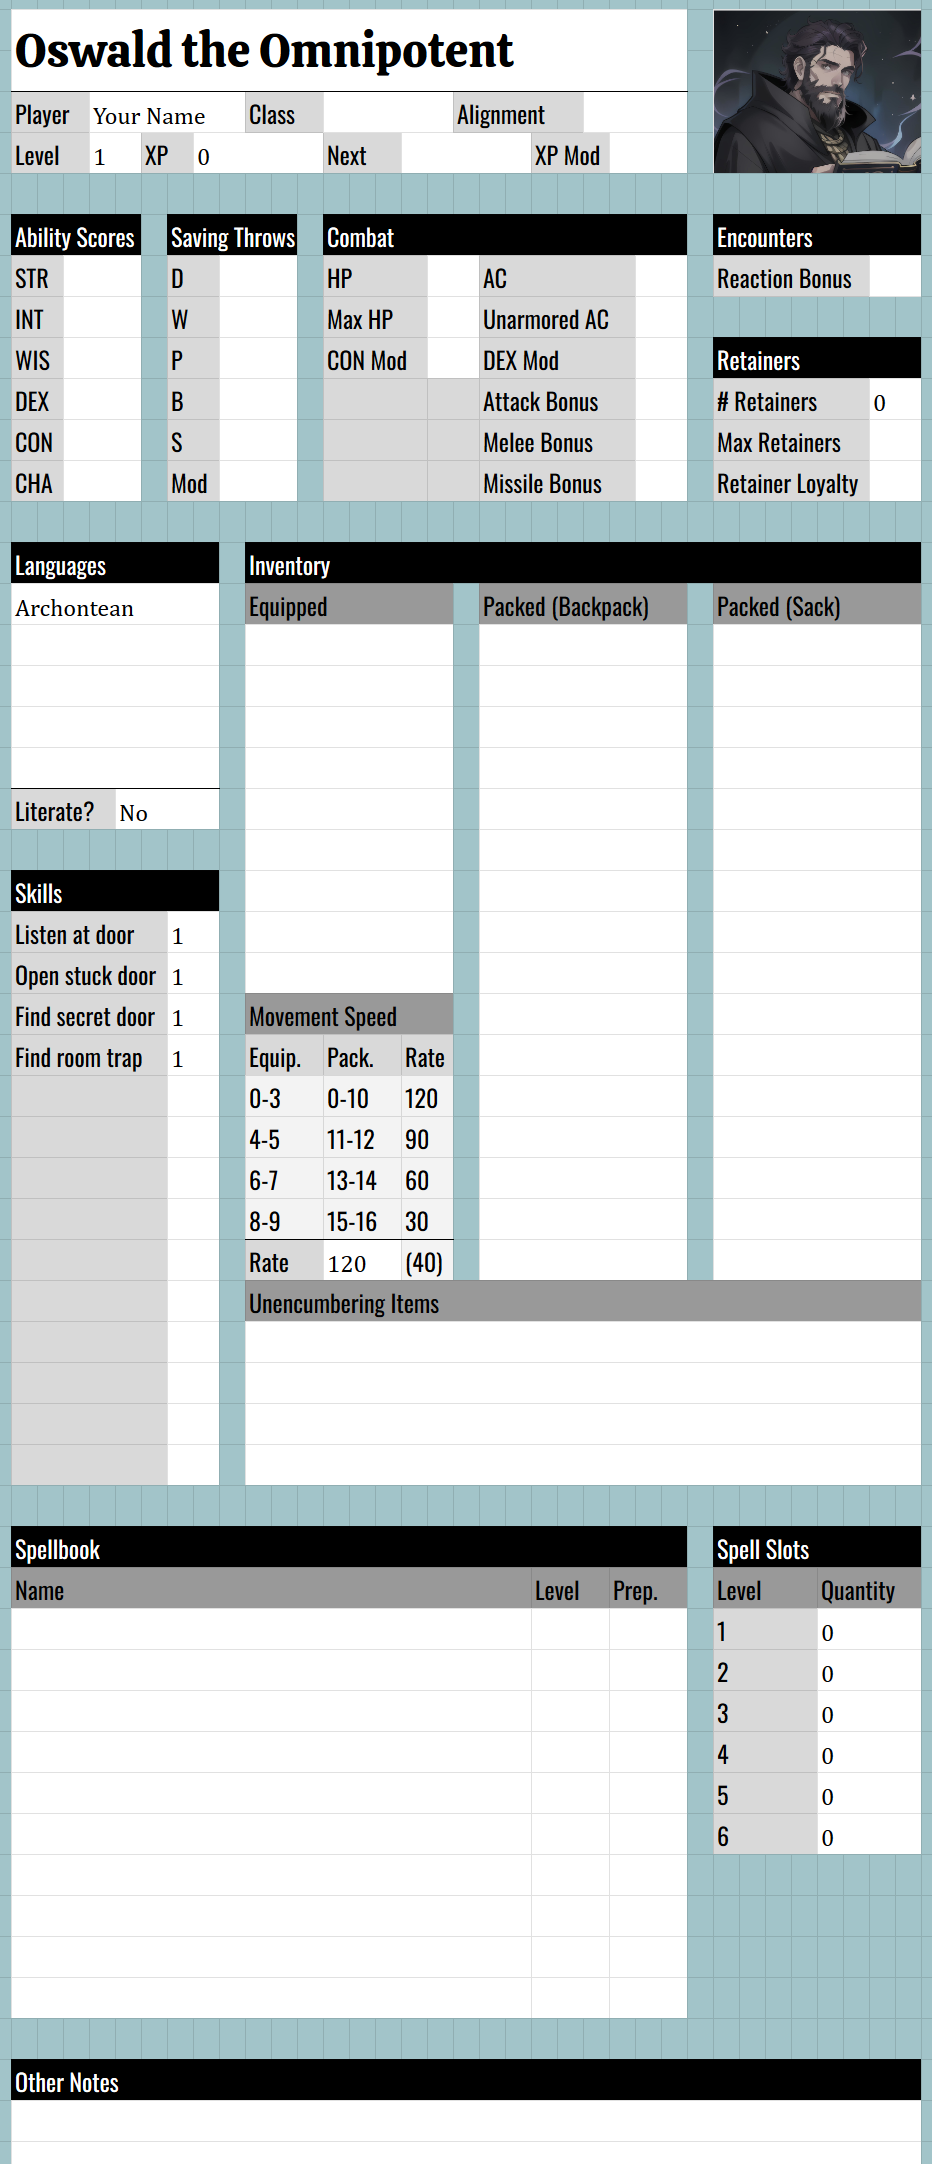 Oswald the Omnipotent
Player Your Name Class Alignment
Level 1 XP 0 Next XP Mod
Ability Scores
STR
INT
WIS
DEX
CON
CHA
Saving Throws
D
W
P
B
S
Mod
Combat
HP AC
Max HP Unarmored AC
CON Mod DEX Mod
Attack Bonus
Melee Bonus
Missile Bonus
Encounters
Reaction Bonus
Retainers
# Retainers 0
Max Retainers
Retainer Loyalty
Languages
Archontean
Literate? No
Skills
Listen at door 1
Open stuck door 1
Find secret door 1
Find room trap 1
Inventory
Equipped Packed (Backpack) Packed (Sack)
Movement Speed
Equip. Pack. Rate
0-3 0-10 120
4-5 11-12 90
6-7 13-14 60
8-9 15-16 30
Rate 120 (40)
Unencumbering Items
Spellbook
Name Level Prep.
Spell Slots
Level Quantity
1 0
2 0
3 0
4 0
5 0
6 0
Other Notes